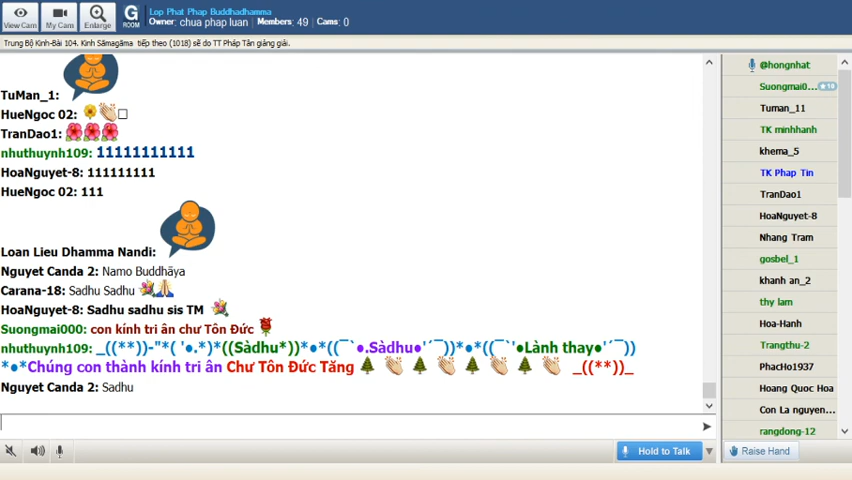 View Cam
My Cam
Enlarge
G
ROOM
Lop Phat Phap Buddhadhamma
Owner: chua phap luan Members: 49 Cams: 0
Trung Bộ Kinh-Bài 104. Kinh Sāmagāma tiếp theo (1018) sẽ do TT Pháp Tân giảng giải.
TuMan_1:
HueNgoc 02:
TranDao1:
nhuthuynh109: 11111111111
HoaNguyet-8: 111111111
HueNgoc 02: 111
Loan Lieu Dhamma Nandi:
Nguyet Canda 2: Namo Buddhāya
Carana-18: Sadhu Sadhu
HoaNguyet-8: Sadhu sadhu sis TM
Suongmai000: con kính tri ân chư Tôn Đức
nhuthuynh109: _((**))-"*( '●.*)*((Sàdhu*))*●*((¯`●.Sàdhu●'´¯))*●*((¯`'●Lành thay●'´¯))
*●*Chúng con thành kính tri ân Chư Tôn Đức Tăng _((**))_
Nguyet Canda 2: Sadhu
Hold to Talk
@hongnhat
Suongmai0... ★10
Tuman_11
TK minhhanh
khema_5
TK Phap Tin
TranDao1
HoaNguyet-8
Nhang Tram
gosbel_1
khanh an_2
thy lam
Hoa-Hanh
Trangthu-2
PhacHo1937
Hoang Quoc Hoa
Con La nguyen...
rangdong-12
Raise Hand